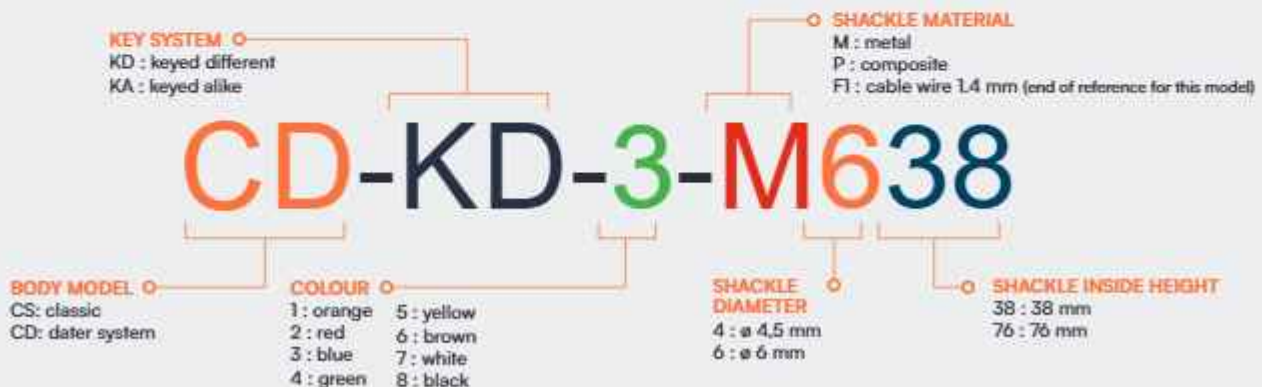 KEY SYSTEM
KD : keyed different
KA : keyed alike
SHACKLE MATERIAL
M : metal
P : composite
F1 : cable wire 1.4 mm (end of reference for this model)
CD-KD-3-M638
BODY MODEL
CS: classic
CD: dater system
COLOUR
1 : orange
2 : red
3 : blue
4 : green
5 : yellow
6 : brown
7 : white
8 : black
SHACKLE
DIAMETER
4 : ø 4,5 mm
6 : ø 6 mm
SHACKLE INSIDE HEIGHT
38 : 38 mm
76 : 76 mm